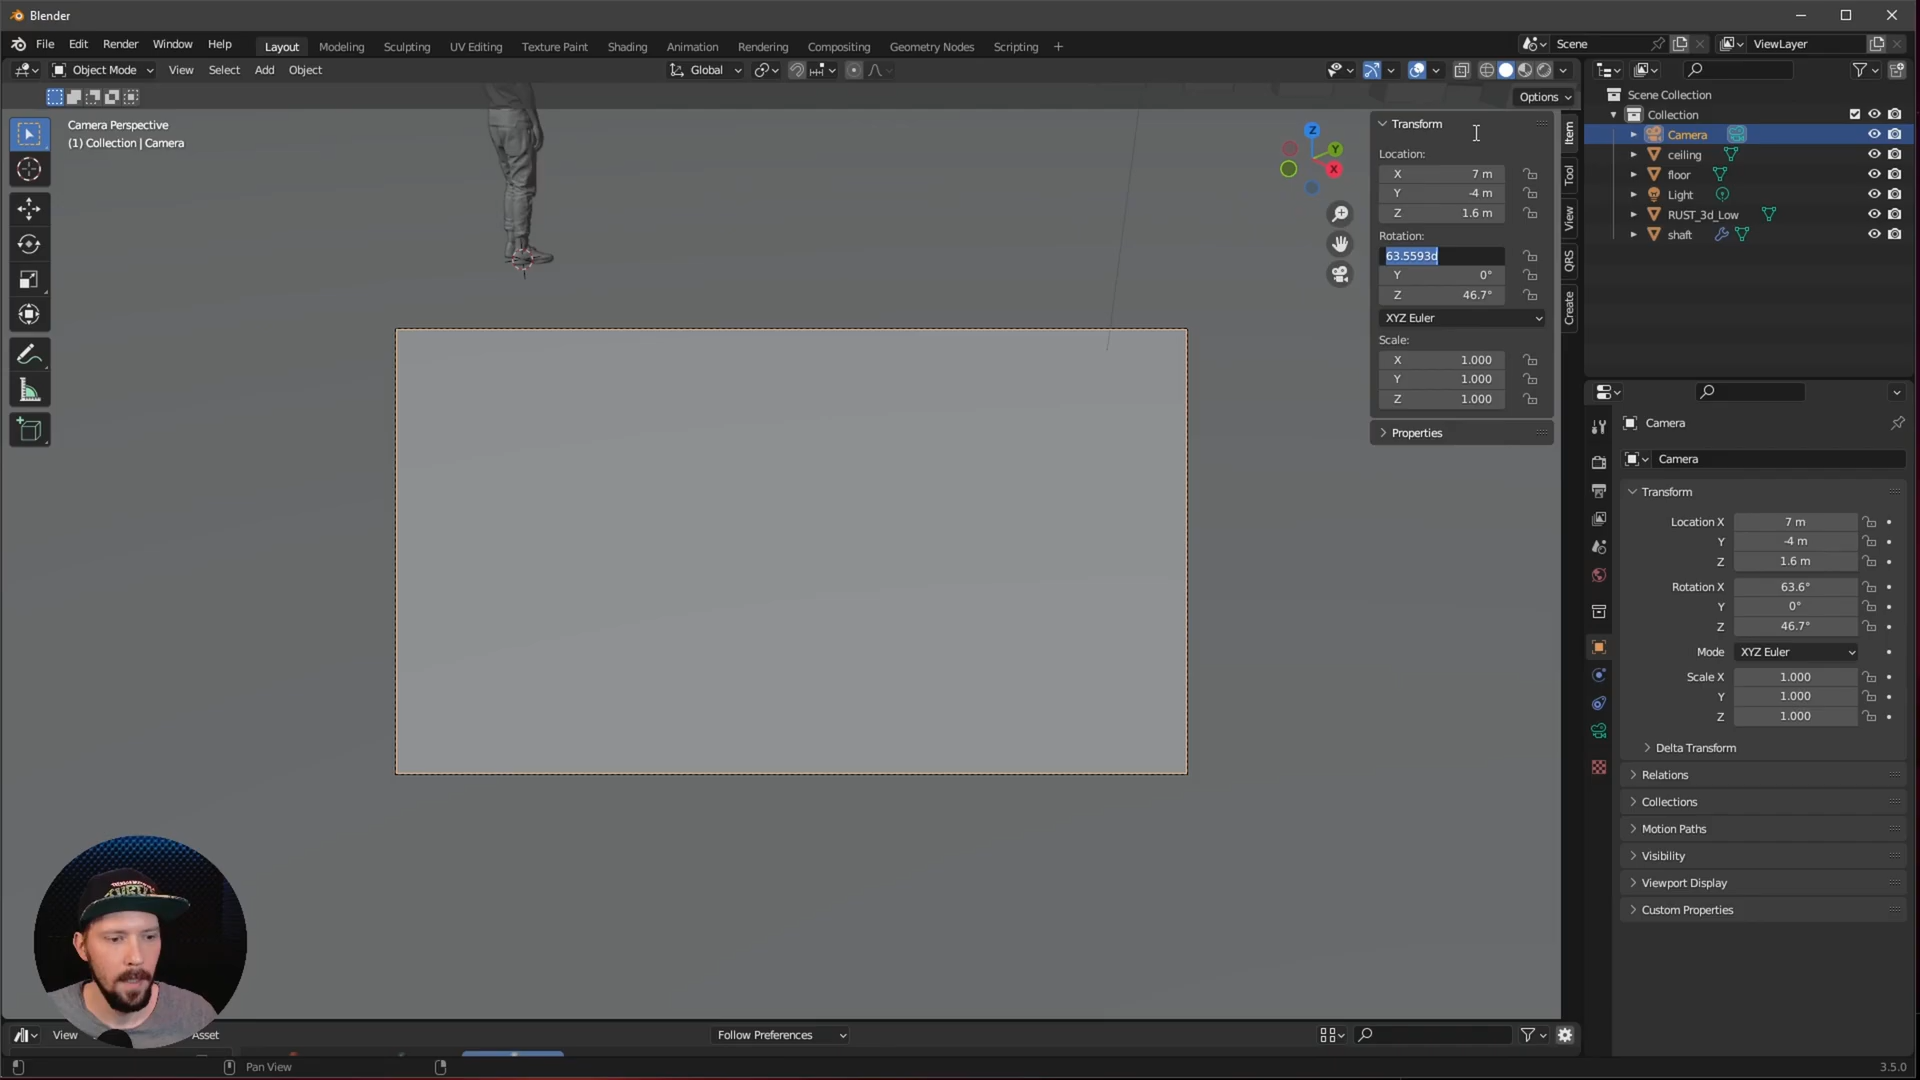 Blender
File Edit Render Window Help Layout Modeling Sculpting UV Editing Texture Paint Shading Animation Rendering Compositing Geometry Nodes Scripting + Scene ViewLayer
Object Mode View Select Add Object Global
Options
Camera Perspective
(1) Collection | Camera
Z
Y
X
Transform
Location:
X 7 m
Y -4 m
Z 1.6 m
Rotation:
63.5593d
Y 0°
Z 46.7°
XYZ Euler
Scale:
X 1.000
Y 1.000
Z 1.000
Properties
Item
Tool
View
QRS
Create
Scene Collection
Collection
Camera
ceiling
floor
Light
RUST_3d_Low
shaft
Camera
Camera
Transform
Location X 7 m
Y -4 m
Z 1.6 m
Rotation X 63.6°
Y 0°
Z 46.7°
Mode XYZ Euler
Scale X 1.000
Y 1.000
Z 1.000
Delta Transform
Relations
Collections
Motion Paths
Visibility
Viewport Display
Custom Properties
View Asset Follow Preferences
Pan View 3.5.0